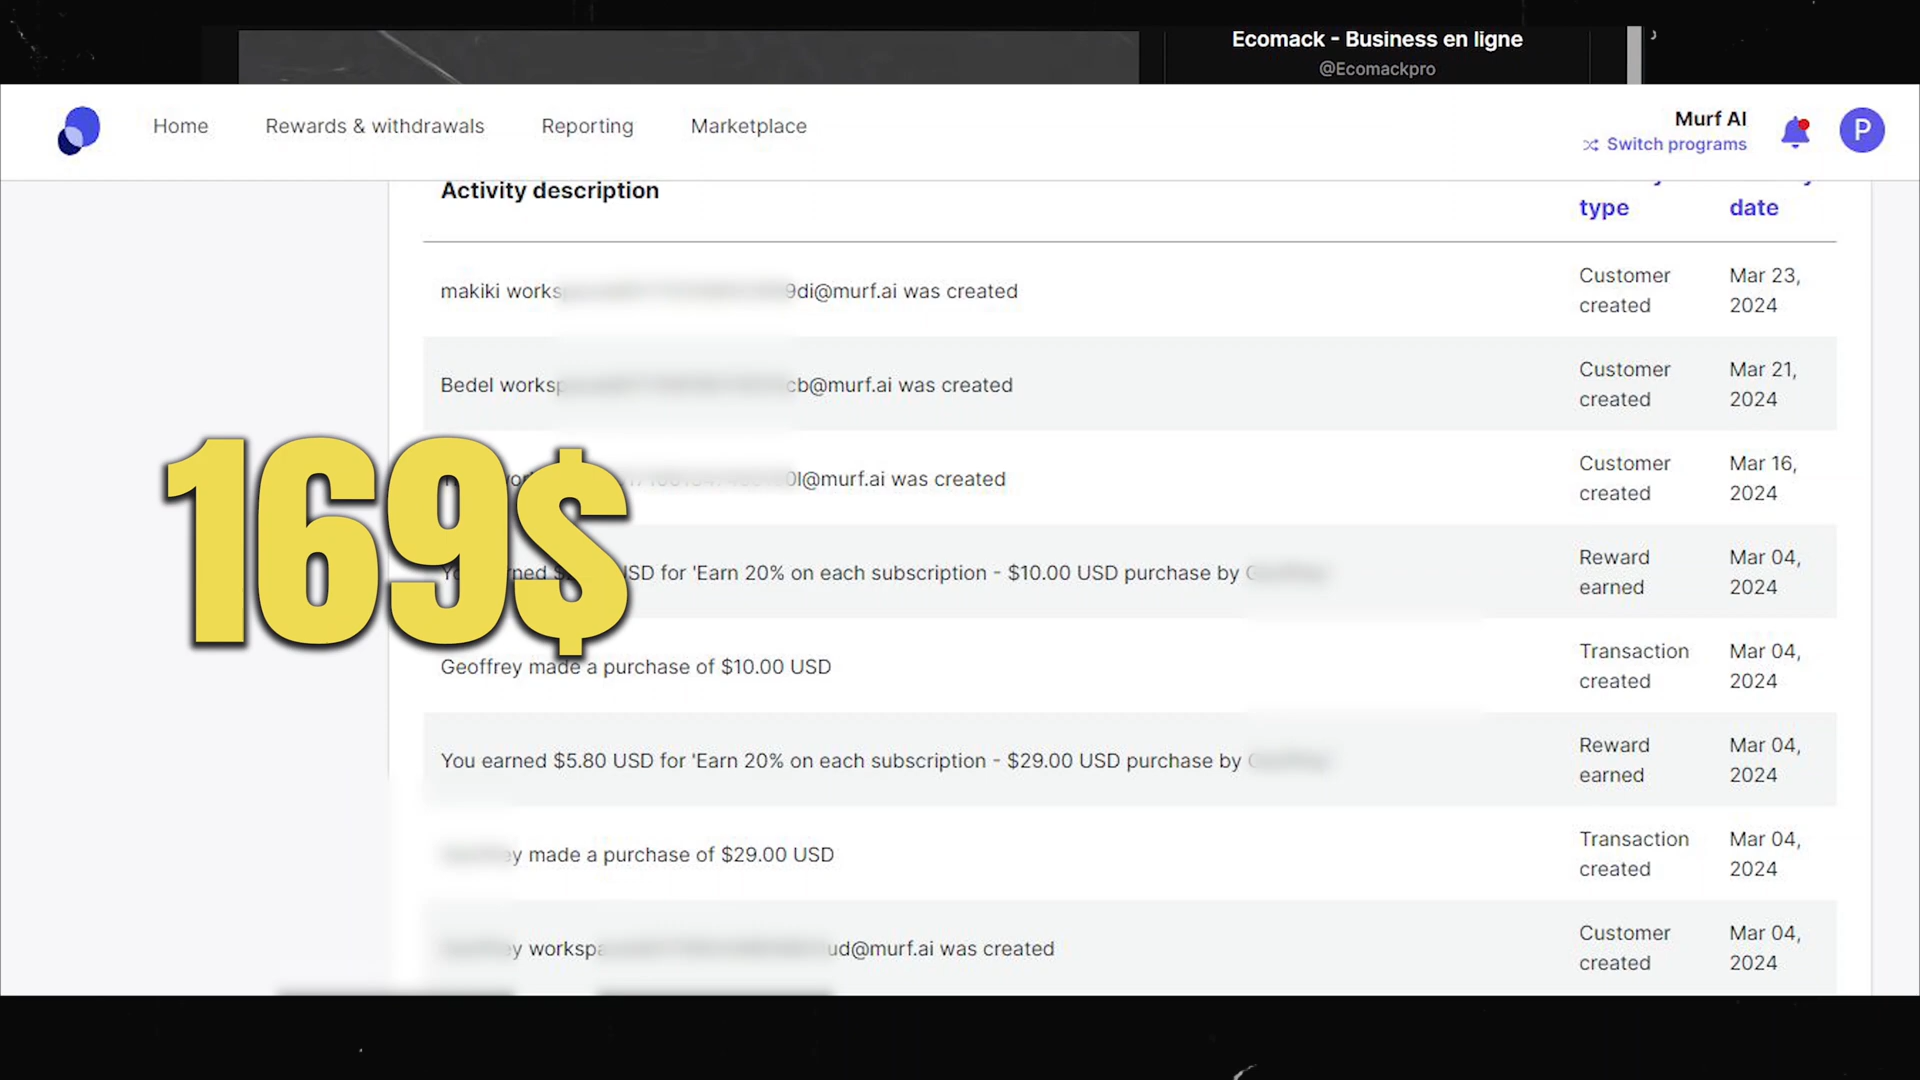 Ecomack - Business en ligne
@Ecomackpro
Home Rewards & withdrawals Reporting Marketplace
Murf AI
Switch programs
P
Activity description
type date
makiki works 9di@murf.ai was created Customer created Mar 23, 2024
Bedel worksp cb@murf.ai was created Customer created Mar 21, 2024
0l@murf.ai was created Customer created Mar 16, 2024
169$
USD for 'Earn 20% on each subscription - $10.00 USD purchase by Reward earned Mar 04, 2024
Geoffrey made a purchase of $10.00 USD Transaction created Mar 04, 2024
You earned $5.80 USD for 'Earn 20% on each subscription - $29.00 USD purchase by Reward earned Mar 04, 2024
y made a purchase of $29.00 USD Transaction created Mar 04, 2024
y workspa ud@murf.ai was created Customer created Mar 04, 2024